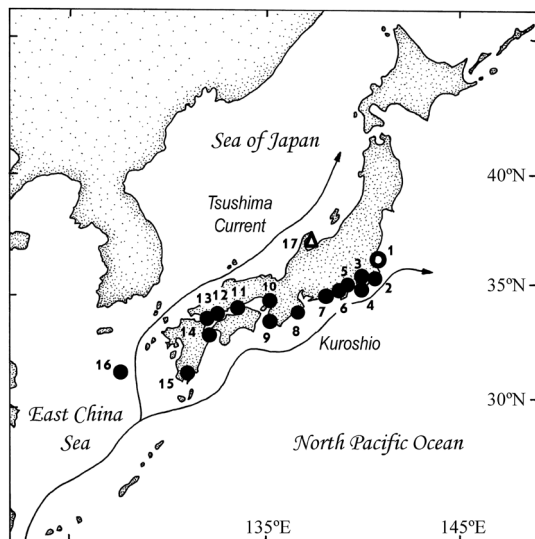 Sea of Japan
40ºN
Tsushima
Current
17
1
3
5
2
35ºN
13 12 11
10
7
6
4
14
9
8
Kuroshio
16
15
30ºN
East China
Sea
North Pacific Ocean
135ºE
145ºE